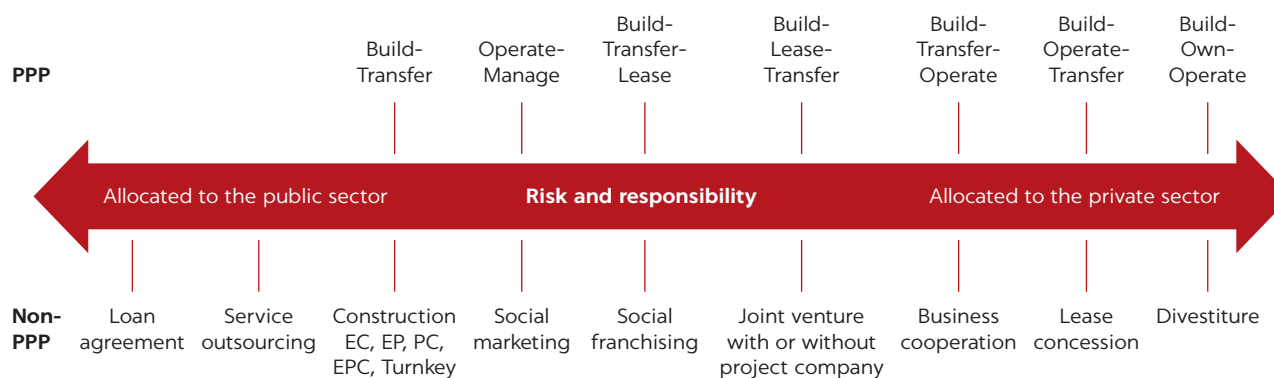 PPP
Build-
Transfer
Operate-
Manage
Build-
Transfer-
Lease
Build-
Lease-
Transfer
Build-
Transfer-
Operate
Build-
Operate-
Transfer
Build-
Own-
Operate
Allocated to the public sector
Risk and responsibility
Allocated to the private sector
Non-
PPP
Loan
agreement
Service
outsourcing
Construction
EC, EP, PC,
EPC, Turnkey
Social
marketing
Social
franchising
Joint venture
with or without
project company
Business
cooperation
Lease
concession
Divestiture